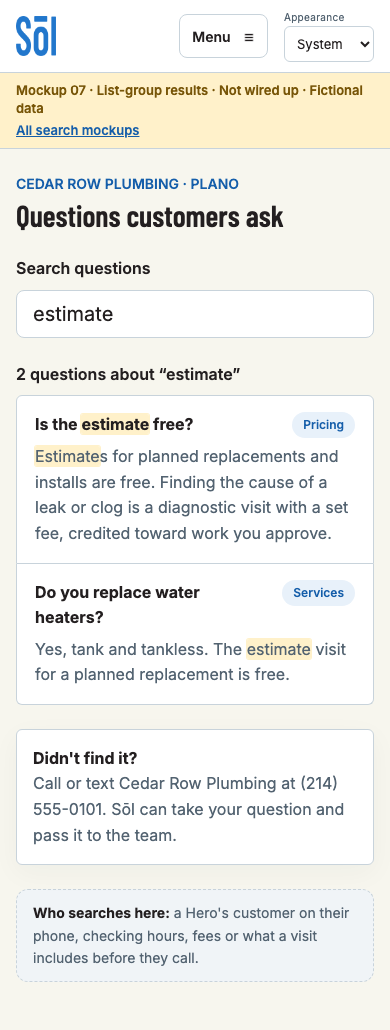 Sōl
Menu ≡
Appearance
System
Mockup 07 · List-group results · Not wired up · Fictional
data
All search mockups
CEDAR ROW PLUMBING · PLANO
Questions customers ask
Search questions
estimate
2 questions about “estimate”
Is the estimate free?
Pricing
Estimates for planned replacements and
installs are free. Finding the cause of a
leak or clog is a diagnostic visit with a set
fee, credited toward work you approve.
Do you replace water
heaters?
Services
Yes, tank and tankless. The estimate visit
for a planned replacement is free.
Didn't find it?
Call or text Cedar Row Plumbing at (214)
555-0101. Sōl can take your question and
pass it to the team.
Who searches here: a Hero's customer on their
phone, checking hours, fees or what a visit
includes before they call.